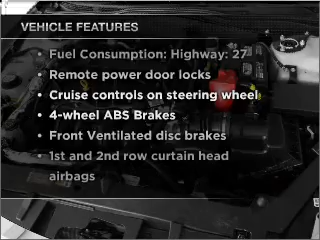 VEHICLE FEATURES
• Fuel Consumption: Highway: 27
• Remote power door locks
• Cruise controls on steering wheel
• 4-wheel ABS Brakes
• Front Ventilated disc brakes
• 1st and 2nd row curtain head
airbags